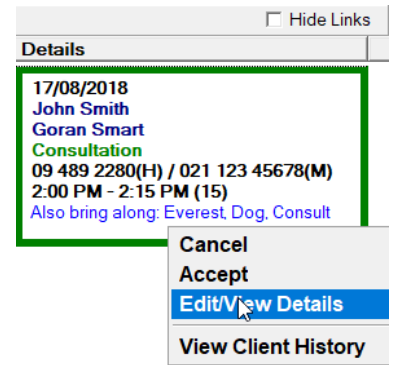 Hide Links
Details
17/08/2018
John Smith
Goran Smart
Consultation
09 489 2280(H) / 021 123 45678(M)
2:00 PM - 2:15 PM (15)
Also bring along: Everest, Dog, Consult
Cancel
Accept
Edit/View Details
View Client History